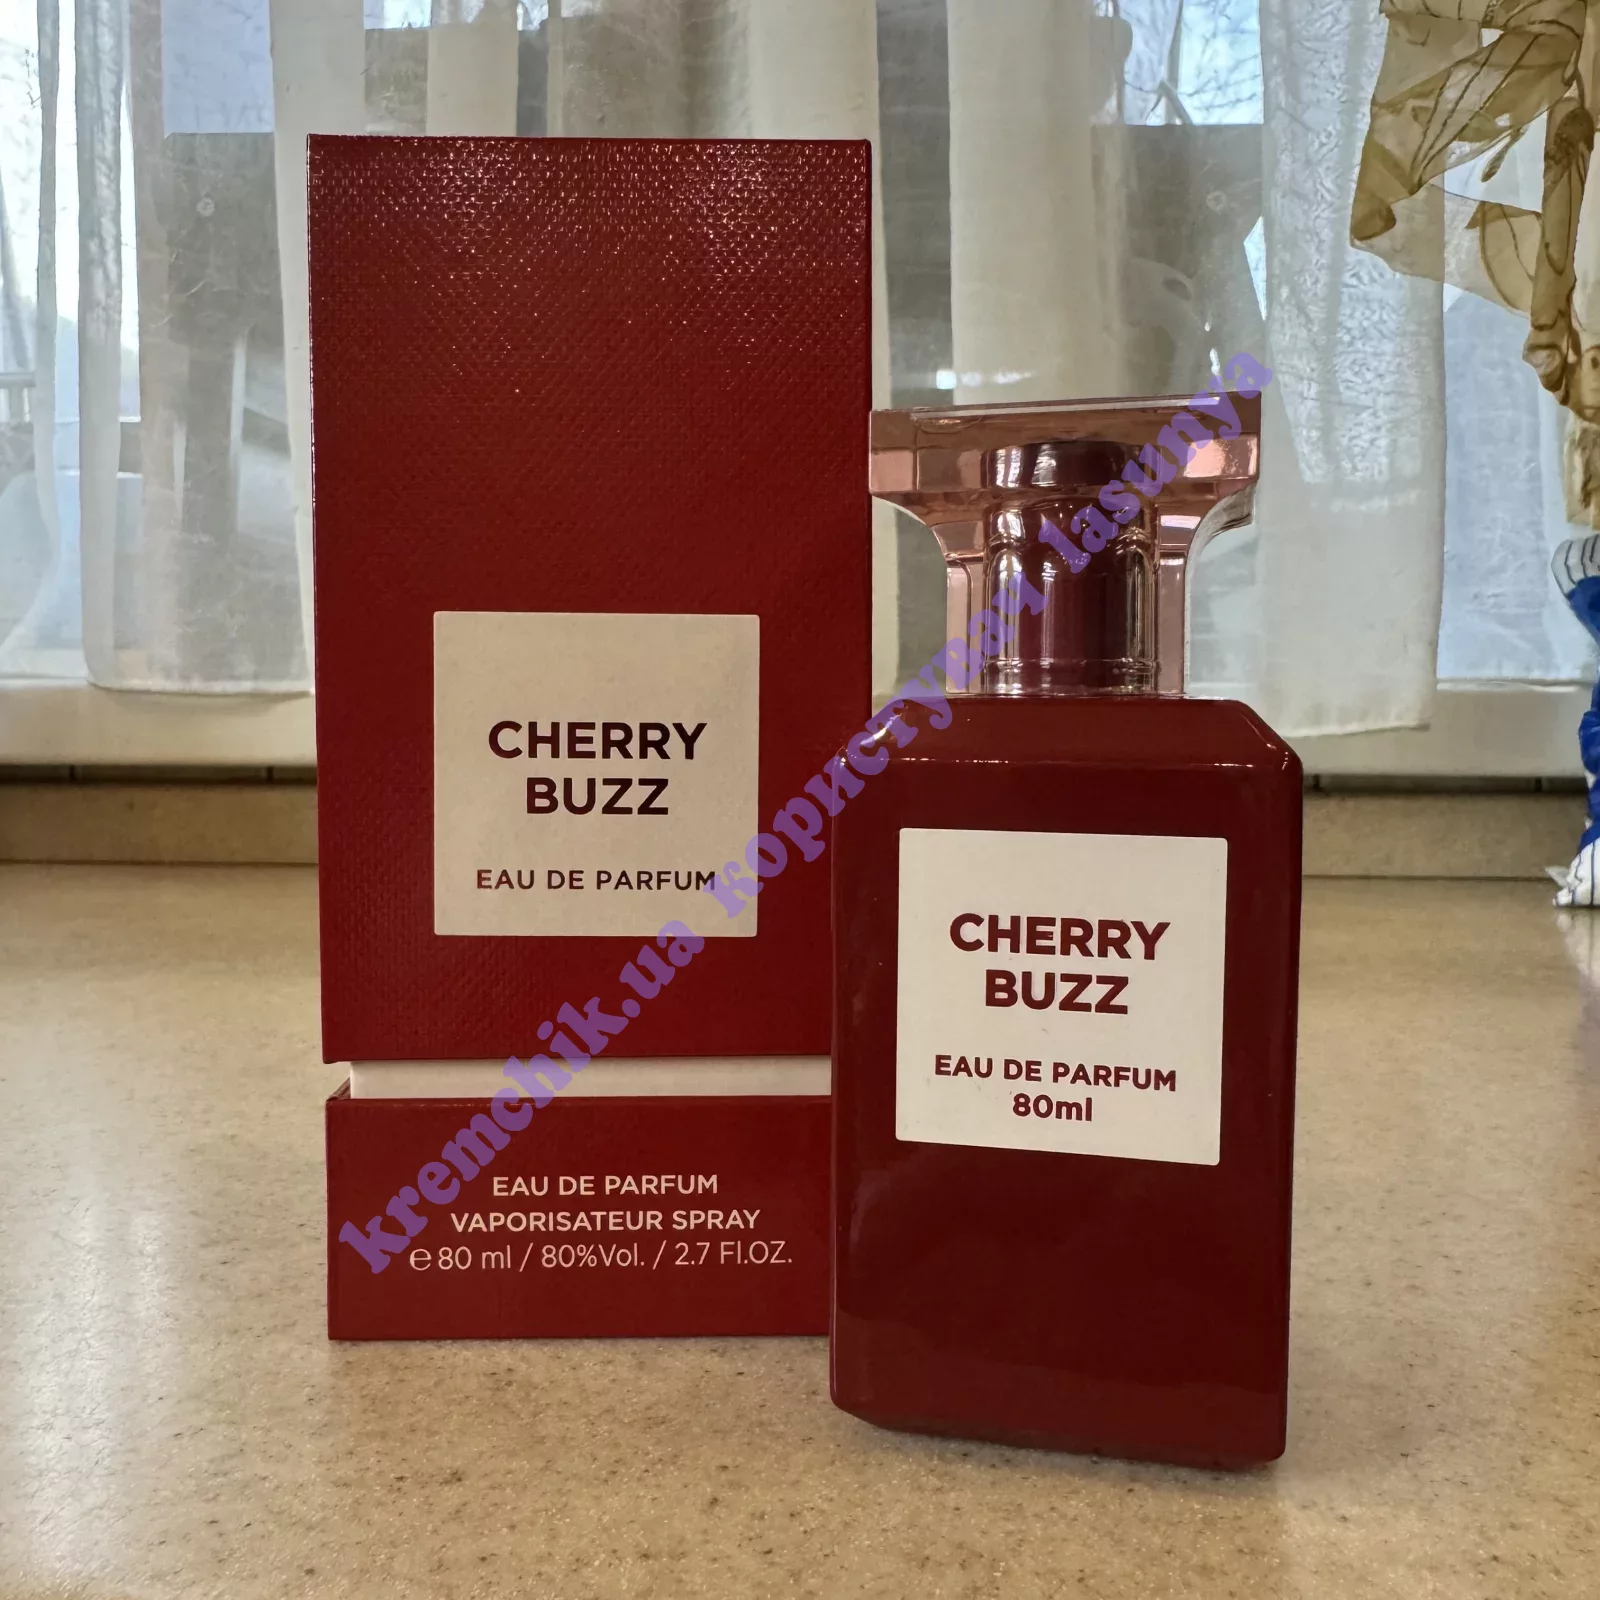 CHERRY
BUZZ
EAU DE PARFUM
EAU DE PARFUM
VAPORISATEUR SPRAY
℮ 80 ml / 80%Vol. / 2.7 Fl.OZ.
CHERRY
BUZZ
EAU DE PARFUM
80ml
kremchik.ua користувач lasunya